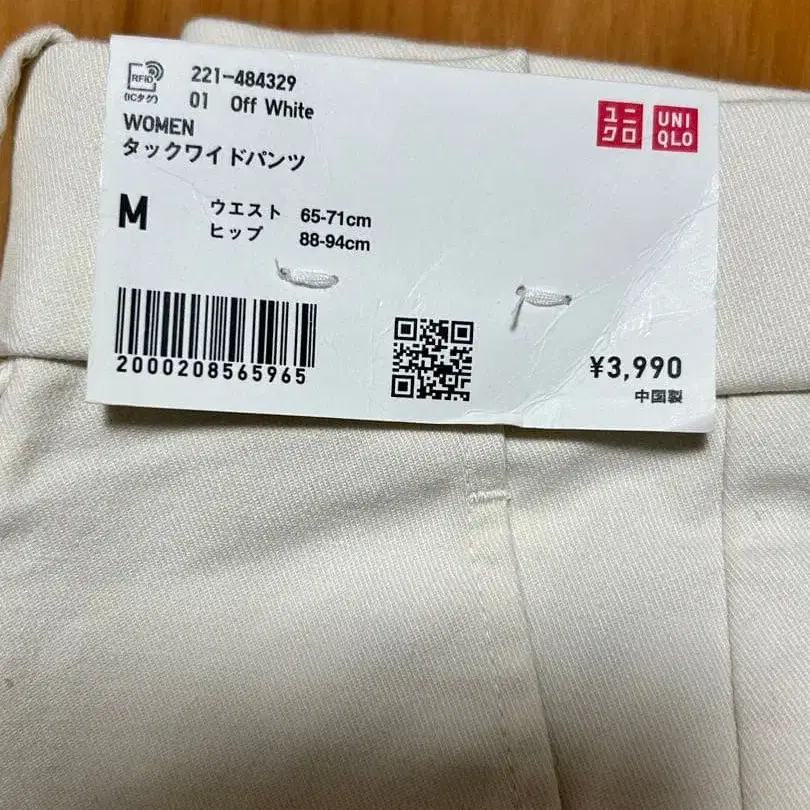 RFID
(ICタグ)
221-484329
01 Off White
WOMEN
タックワイドパンツ
ユニ
クロ
UNI
QLO
M
ウエスト 65-71cm
ヒップ 88-94cm
2000208565965
¥3,990
中国製